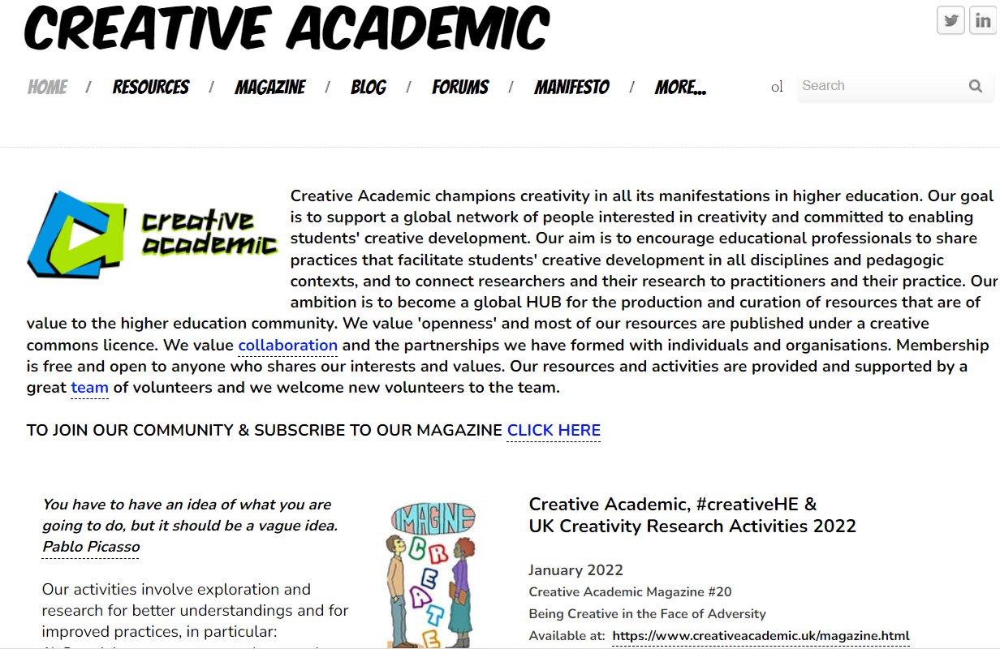 CREATIVE ACADEMIC
HOME / RESOURCES / MAGAZINE / BLOG / FORUMS / MANIFESTO / MORE...
ol
Search
in
creative
academic
Creative Academic champions creativity in all its manifestations in higher education. Our goal
is to support a global network of people interested in creativity and committed to enabling
students' creative development. Our aim is to encourage educational professionals to share
practices that facilitate students' creative development in all disciplines and pedagogic
contexts, and to connect researchers and their research to practitioners and their practice. Our
ambition is to become a global HUB for the production and curation of resources that are of
value to the higher education community. We value 'openness' and most of our resources are published under a creative
commons licence. We value collaboration and the partnerships we have formed with individuals and organisations. Membership
is free and open to anyone who shares our interests and values. Our resources and activities are provided and supported by a
great team of volunteers and we welcome new volunteers to the team.
TO JOIN OUR COMMUNITY & SUBSCRIBE TO OUR MAGAZINE CLICK HERE
You have to have an idea of what you are
going to do, but it should be a vague idea.
Pablo Picasso
Our activities involve exploration and
research for better understandings and for
improved practices, in particular:
IMAGINE
CREATE
Creative Academic, #creativeHE &
UK Creativity Research Activities 2022
January 2022
Creative Academic Magazine #20
Being Creative in the Face of Adversity
Available at: https://www.creativeacademic.uk/magazine.html